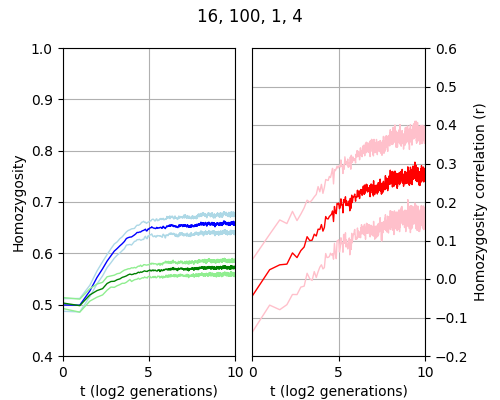 16, 100, 1, 4
1.0
0.9
0.8
0.7
0.6
0.5
0.4
Homozygosity
0 5 10
t (log2 generations)
0.6
0.5
0.4
0.3
0.2
0.1
0.0
−0.1
−0.2
Homozygosity correlation (r)
0 5 10
t (log2 generations)